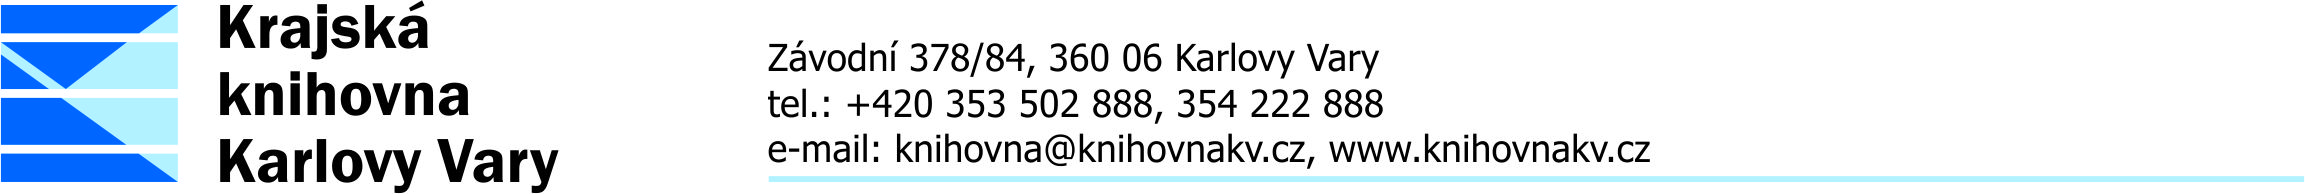 Krajská
knihovna
Karlovy Vary
Závodní 378/84, 360 06 Karlovy Vary
tel.: +420 353 502 888, 354 222 888
e-mail: knihovna@knihovnakv.cz, www.knihovnakv.cz